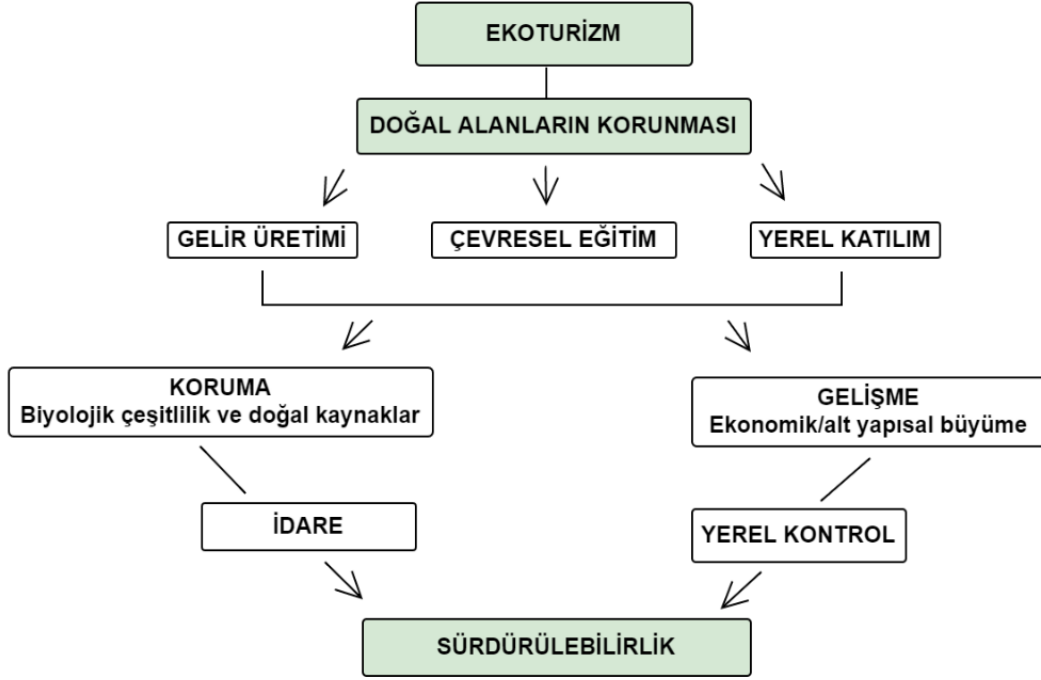 EKOTURİZM
DOĞAL ALANLARIN KORUNMASI
GELİR ÜRETİMİ
ÇEVRESEL EĞİTİM
YEREL KATILIM
KORUMA
Biyolojik çeşitlilik ve doğal kaynaklar
GELİŞME
Ekonomik/alt yapısal büyüme
İDARE
YEREL KONTROL
SÜRDÜRÜLEBİLİRLİK